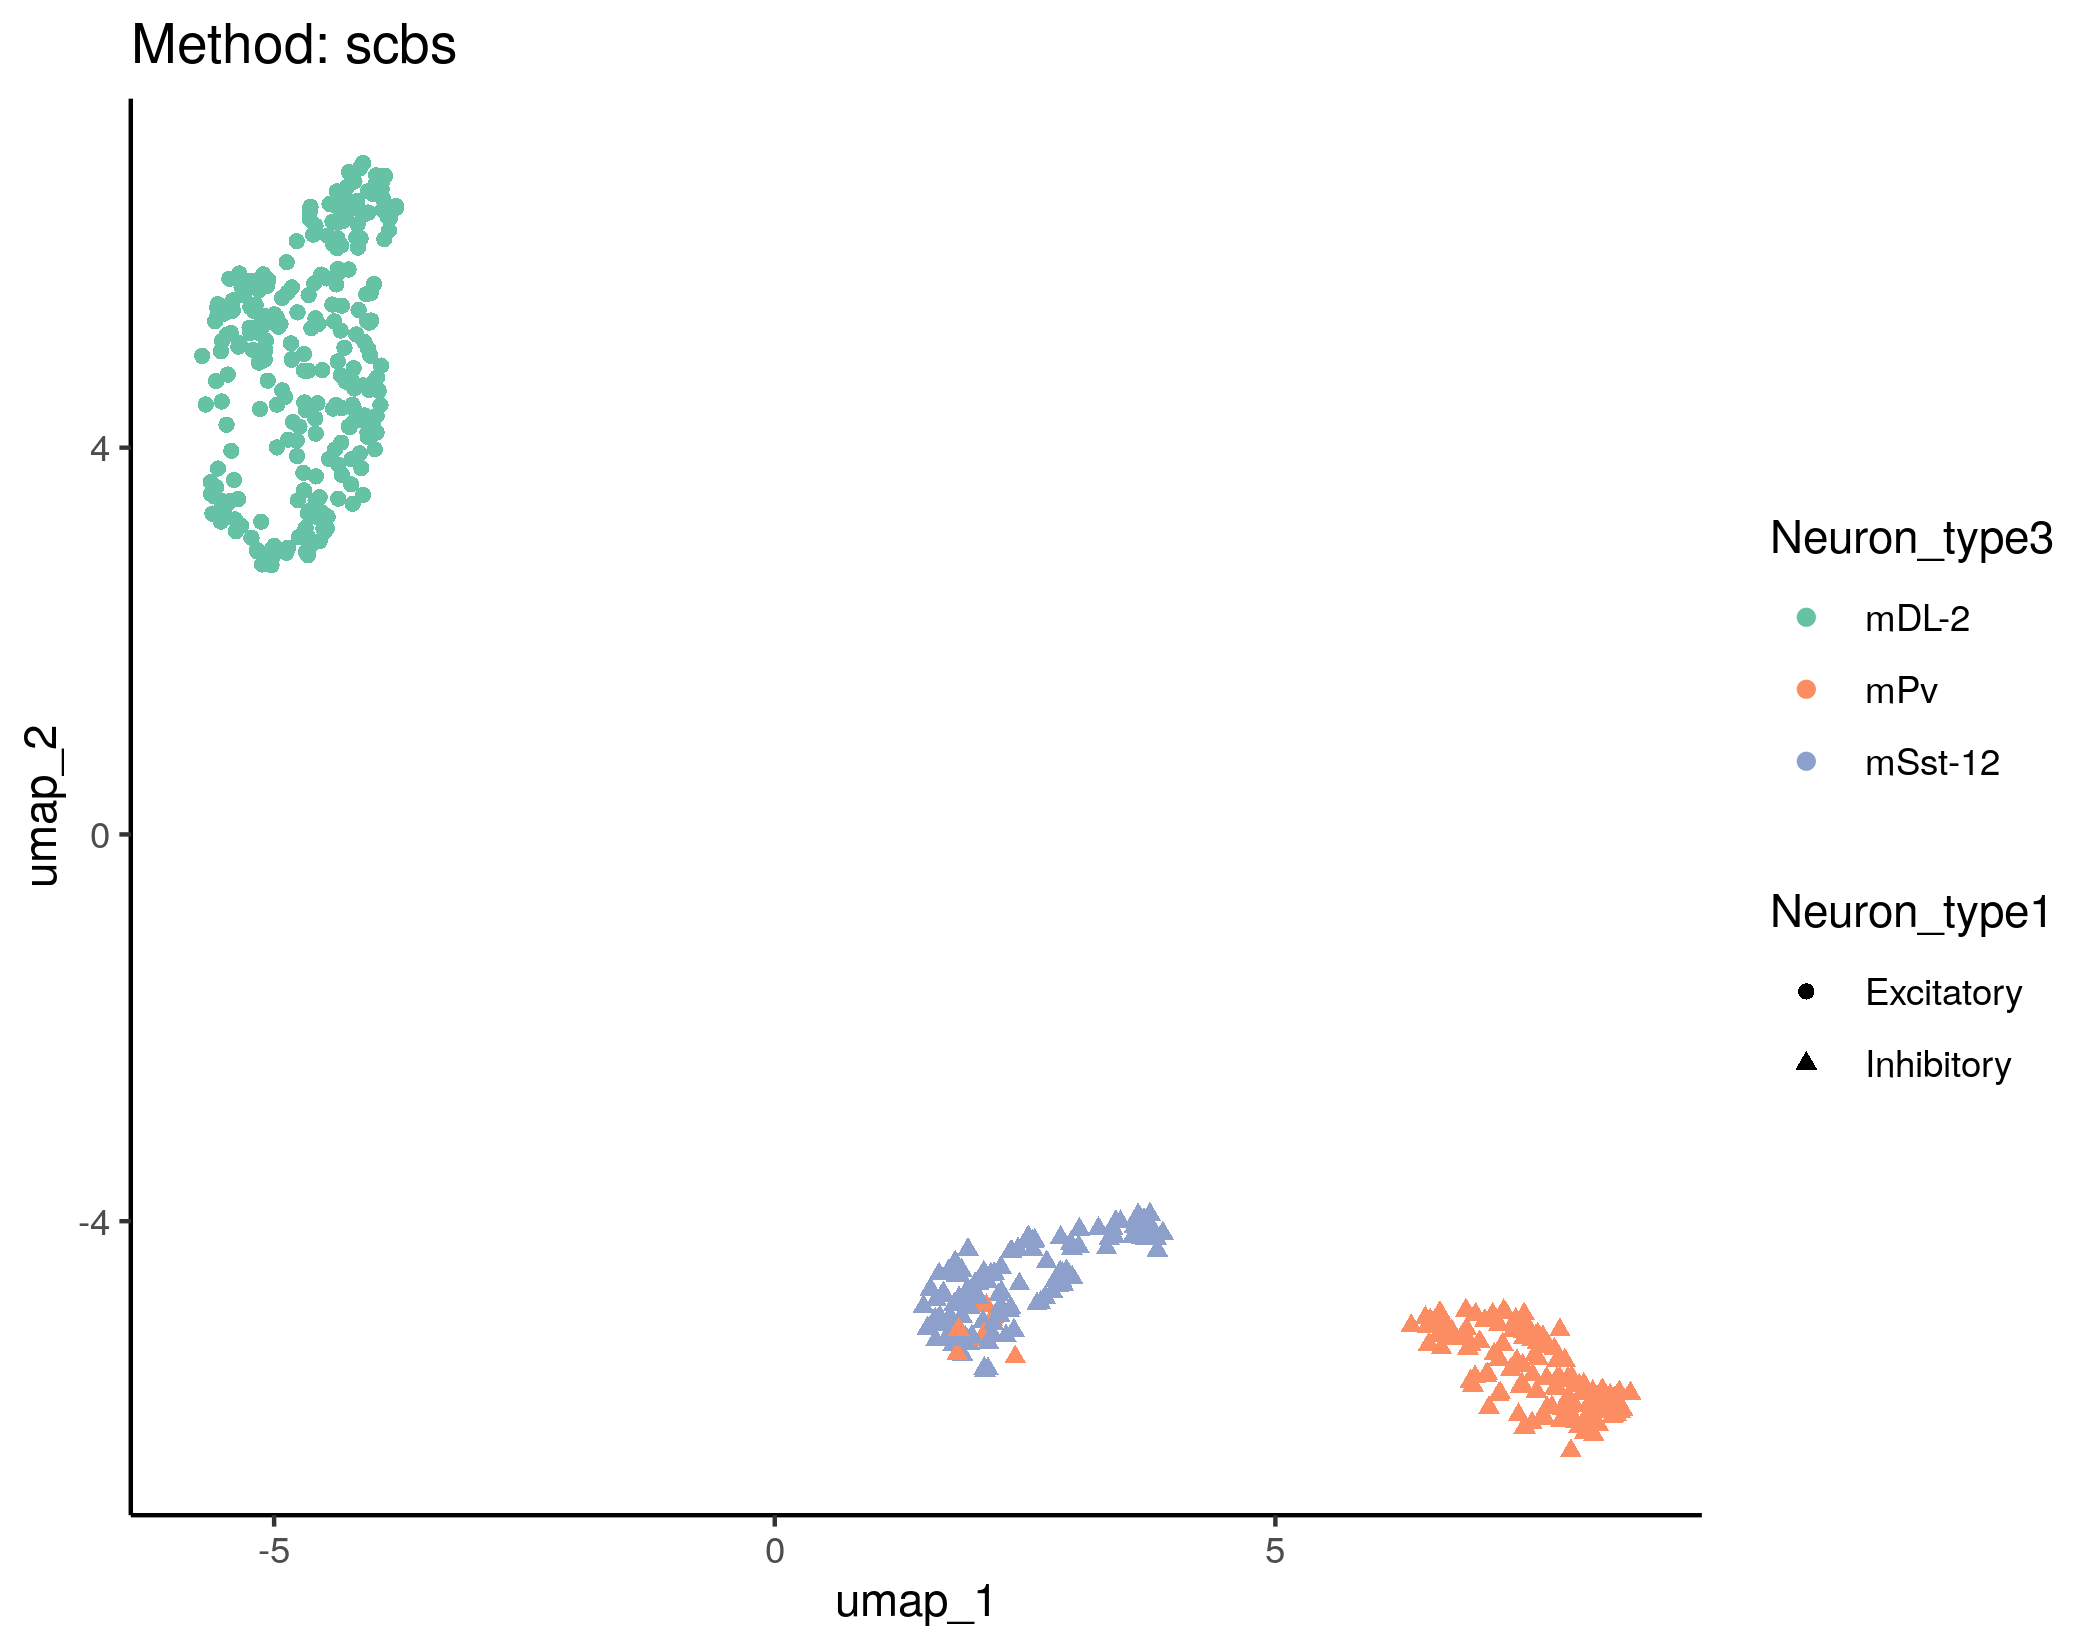 Method: scbs
umap_2
4
0
-4
-5
0
5
umap_1
Neuron_type3
mDL-2
mPv
mSst-12
Neuron_type1
Excitatory
Inhibitory